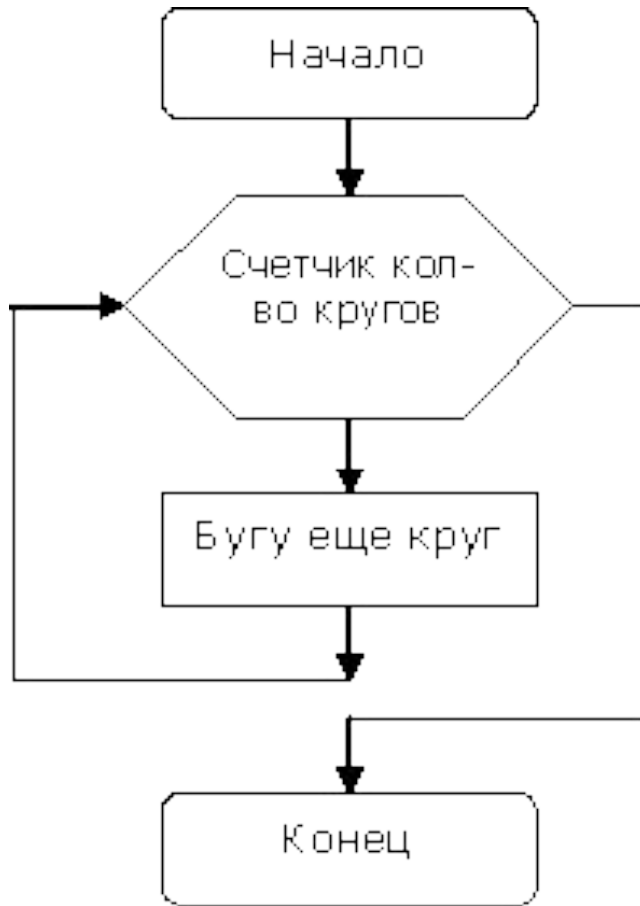 Начало
Счетчик кол-
во кругов
Бугу еще круг
Конец